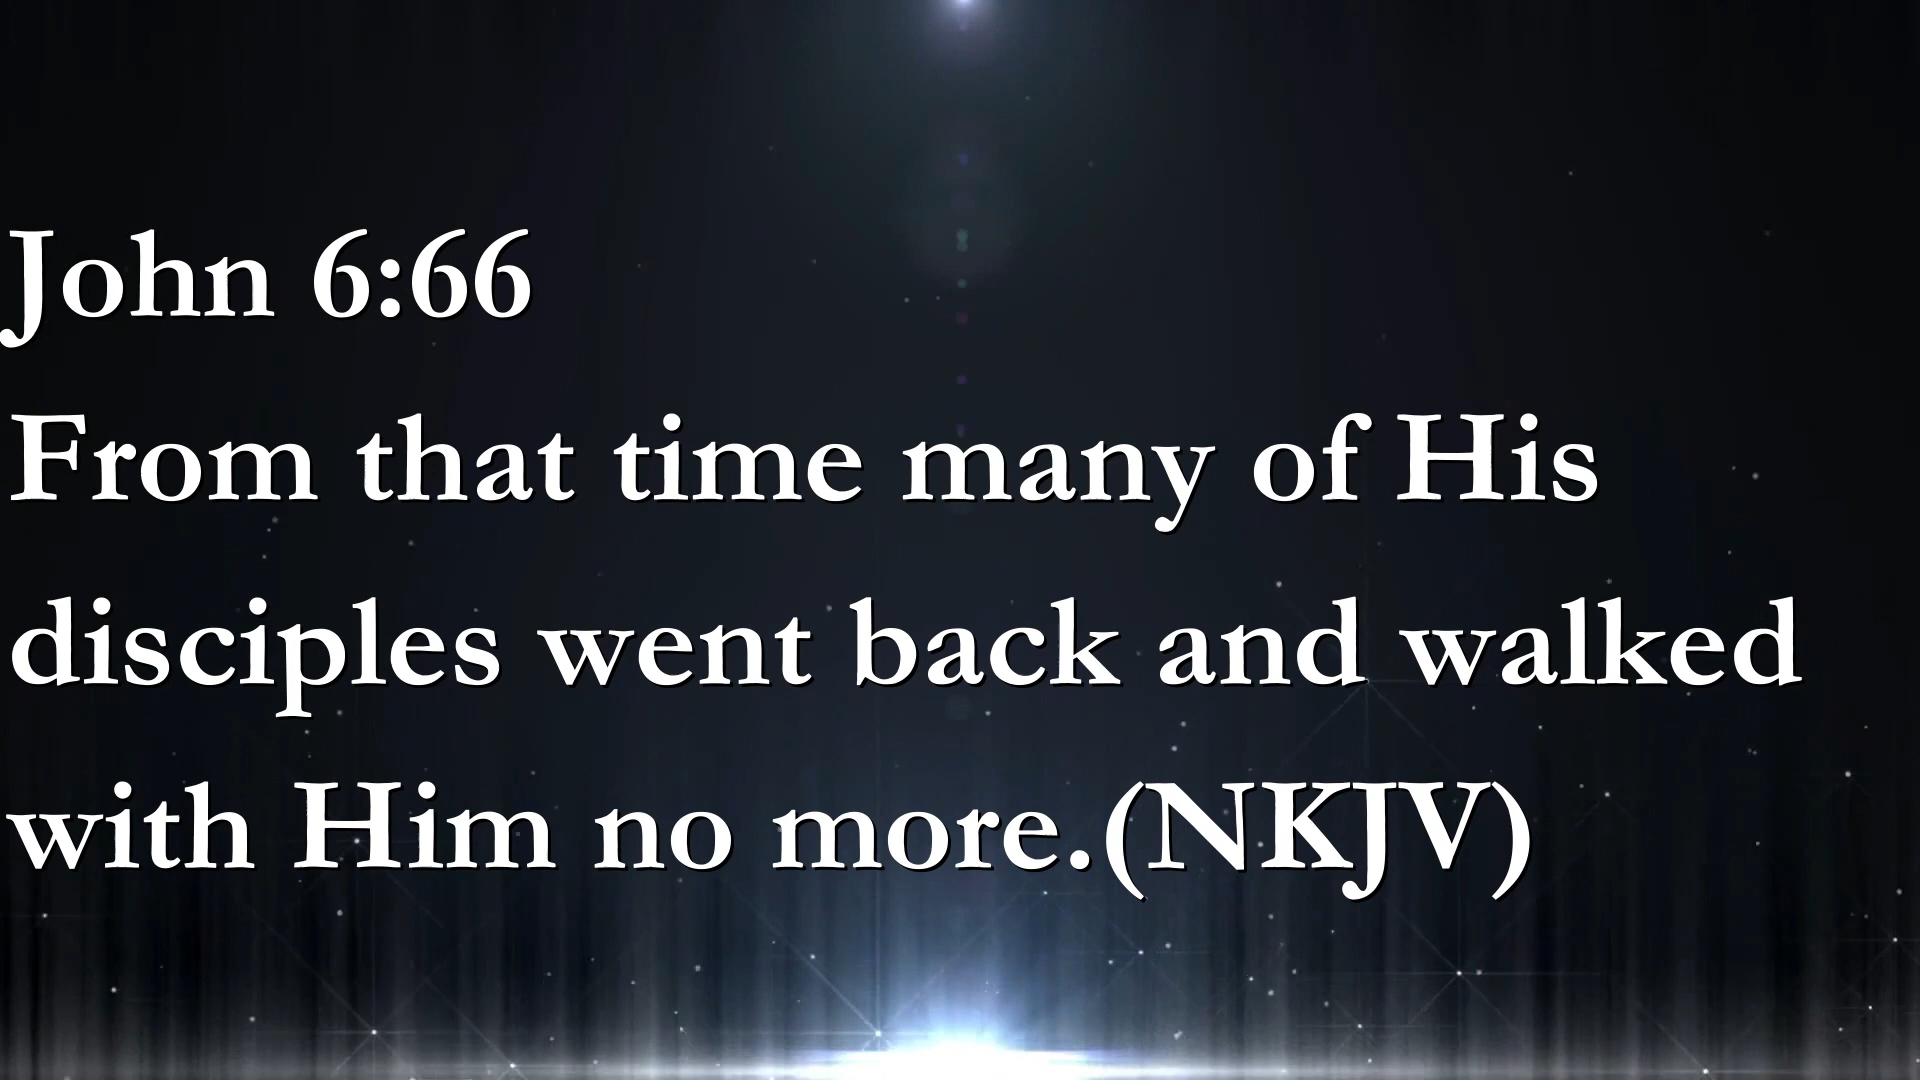 John 6:66
From that time many of His
disciples went back and walked
with Him no more.(NKJV)